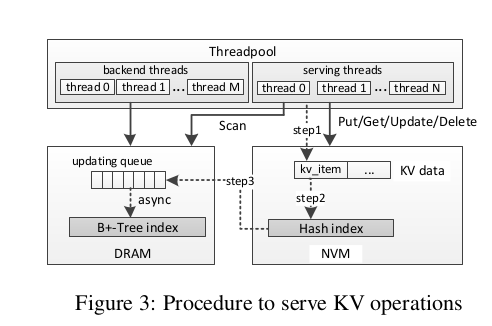 Threadpool
backend threads
thread 0 thread 1 ... thread M
serving threads
thread 0 thread 1 ... thread N
Scan
step1
Put/Get/Update/Delete
updating queue
async
B+-Tree index
DRAM
step3
kv_item ...
KV data
step2
Hash index
NVM
Figure 3: Procedure to serve KV operations